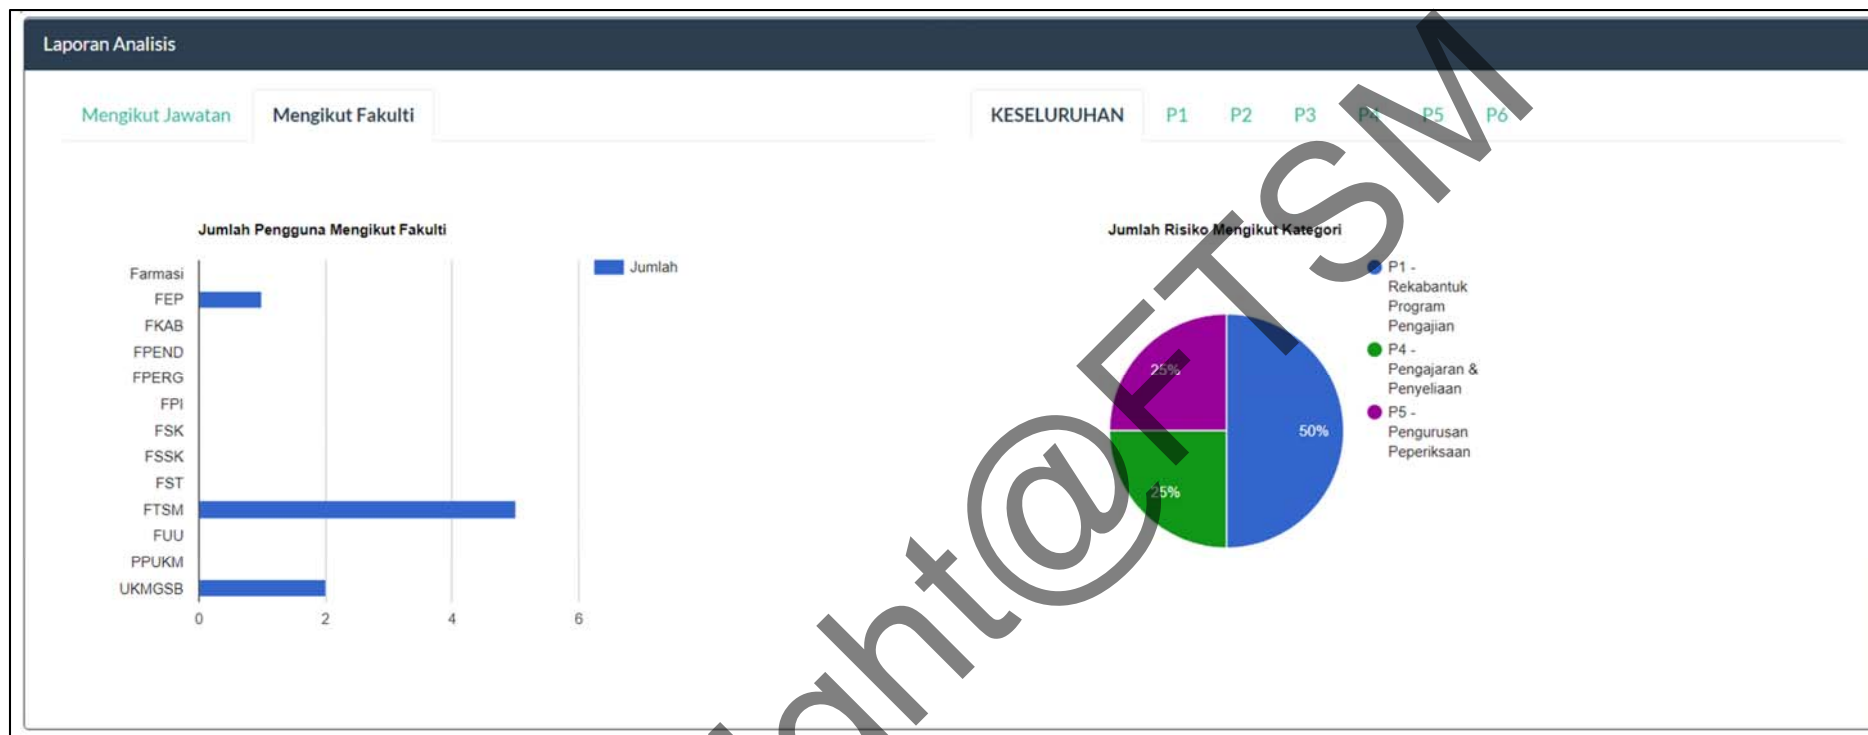 Laporan Analisis
Mengikut Jawatan Mengikut Fakulti
KESELURUHAN P1 P2 P3 P4 P5 P6
Jumlah Pengguna Mengikut Fakulti
Farmasi
FEP
FKAB
FPEND
FPERG
FPI
FSK
FSSK
FST
FTSM
FUU
PPUKM
UKMGSB
0 2 4 6
Jumlah
Jumlah Risiko Mengikut Kategori
25%
50%
25%
P1 -
Rekabantuk
Program
Pengajian
P4 -
Pengajaran &
Penyeliaan
P5 -
Pengurusan
Peperiksaan
ght@FTSM